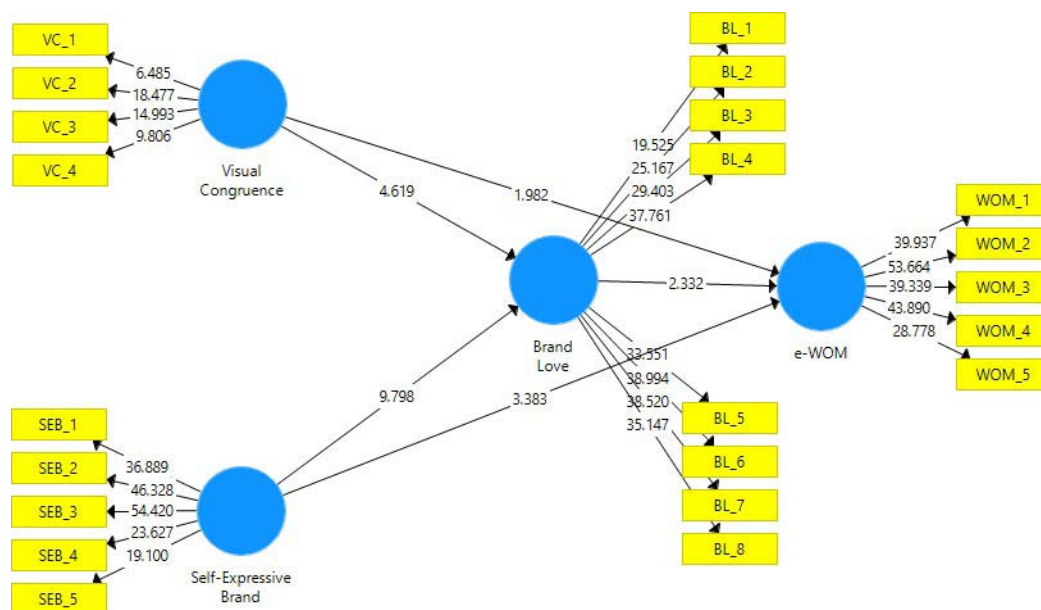 VC_1
VC_2
VC_3
VC_4
6.485
18.477
14.993
9.806
Visual
Congruence
4.619
1.982
BL_1
BL_2
BL_3
BL_4
19.525
25.167
29.403
37.761
Brand
Love
2.332
WOM_1
WOM_2
WOM_3
WOM_4
WOM_5
39.937
53.664
39.339
43.890
28.778
e-WOM
33.551
38.994
38.520
35.147
BL_5
BL_6
BL_7
BL_8
9.798
3.383
SEB_1
SEB_2
SEB_3
SEB_4
SEB_5
36.889
46.328
54.420
23.627
19.100
Self-Expressive
Brand